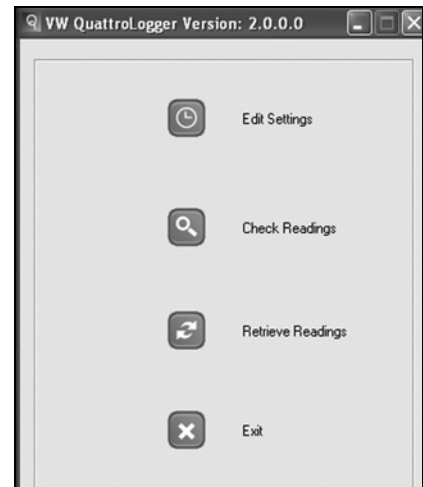 VW QuattroLogger Version: 2.0.0.0
Edit Settings
Check Readings
Retrieve Readings
Exit